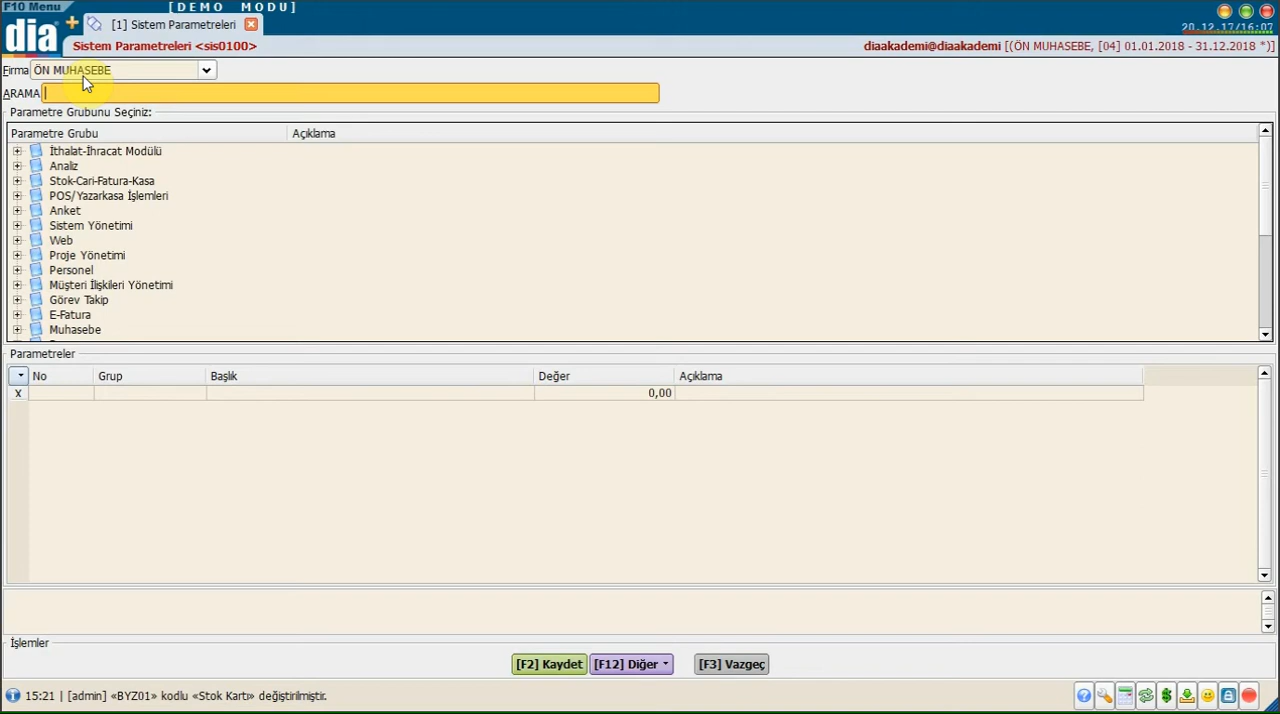 F10 Menu
[ D E M O   M O D U ]
dia
[1] Sistem Parametreleri
20.12.17/16:07
Sistem Parametreleri <sis0100>
diaakademi@diaakademi [(ÖN MUHASEBE, [04] 01.01.2018 - 31.12.2018 *)]
Firma ÖN MUHASEBE
ARAMA
Parametre Grubunu Seçiniz:
Parametre Grubu Açıklama
İthalat-İhracat Modülü
Analiz
Stok-Cari-Fatura-Kasa
POS/Yazarkasa İşlemleri
Anket
Sistem Yönetimi
Web
Proje Yönetimi
Personel
Müşteri İlişkileri Yönetimi
Görev Takip
E-Fatura
Muhasebe
Parametreler
No Grup Başlık Değer Açıklama
X 0,00
İşlemler
[F2] Kaydet [F12] Diğer [F3] Vazgeç
15:21 | [admin] «BYZ01» kodlu «Stok Kartı» değiştirilmiştir.